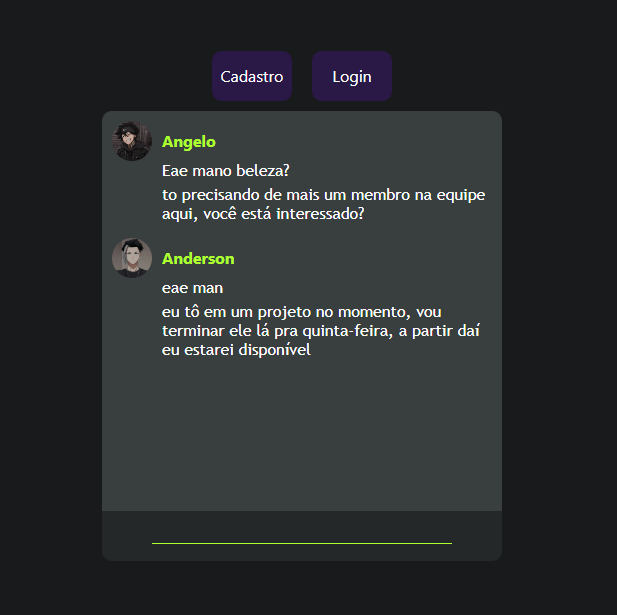 Cadastro
Login
Angelo
Eae mano beleza?
to precisando de mais um membro na equipe
aqui, você está interessado?
Anderson
eae man
eu tô em um projeto no momento, vou
terminar ele lá pra quinta-feira, a partir daí
eu estarei disponível